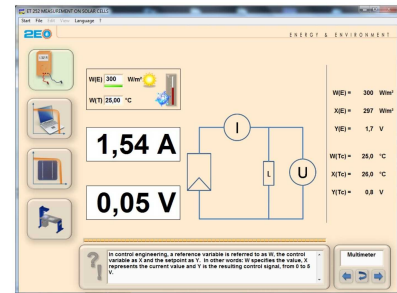 ET 252 MEASUREMENT ON SOLAR CELLS
Start File Edit View Language ?
2EO
ENERGY & ENVIRONMENT
W(E) 300 W/m²
W(T) 25,00 °C
1,54 A
0,05 V
I
L
U
W(E) = 300 W/m²
X(E) = 297 W/m²
Y(E) = 1,7 V
W(Tc) = 25,0 °C
X(Tc) = 26,0 °C
Y(Tc) = 0,8 V
In control engineering, a reference variable is referred to as W, the control
variable as X and the setpoint as Y. In other words: W specifies the value, X
represents the current value and Y is the resulting control signal, from 0 to 5
V.
Multimeter